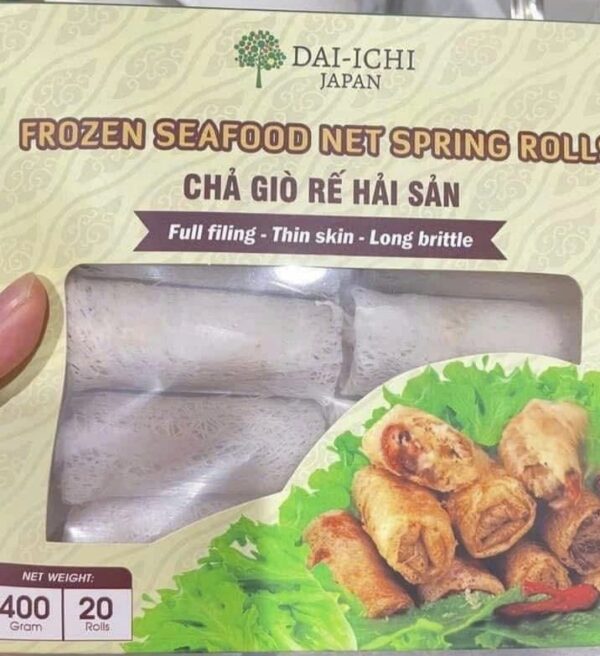 DAI-ICHI
JAPAN
FROZEN SEAFOOD NET SPRING ROLLS
CHẢ GIÒ RẾ HẢI SẢN
Full filing - Thin skin - Long brittle
NET WEIGHT:
400 20
Gram Rolls